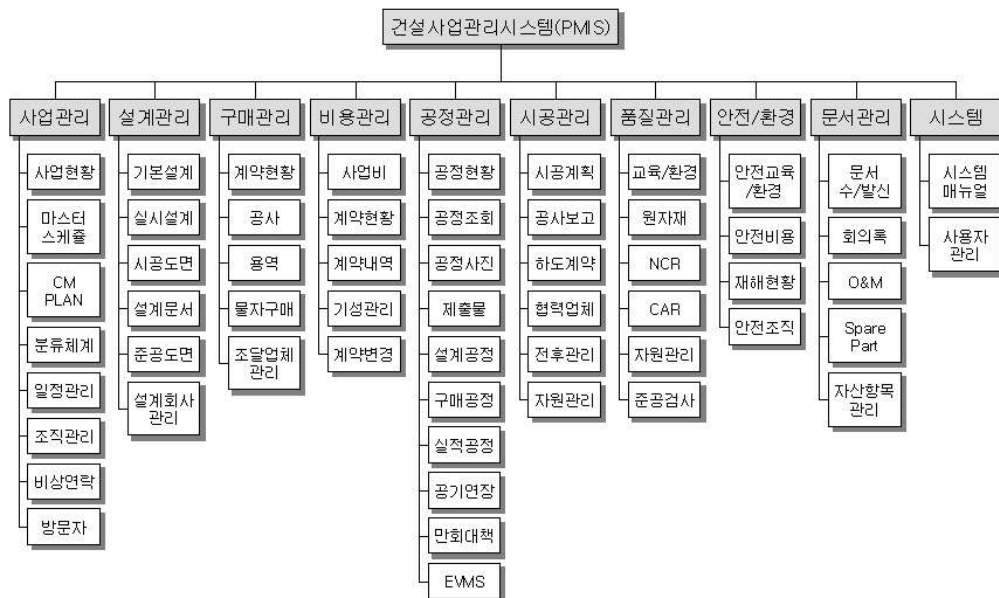 건설사업관리시스템(PMIS)
사업관리
설계관리
구매관리
비용관리
공정관리
시공관리
품질관리
안전/환경
문서관리
시스템
사업현황
마스터
스케쥴
CM
PLAN
분류체계
일정관리
조직관리
비상연락
방문자
기본설계
실시설계
시공도면
설계문서
준공도면
설계회사
관리
계약현황
공사
용역
물자구매
조달업체
관리
사업비
계약현황
계약내역
기성관리
계약변경
공정현황
공정조회
공정사진
제출물
설계공정
구매공정
실적공정
공기연장
만회대책
EVMS
시공계획
공사보고
하도계약
협력업체
전후관리
자원관리
교육/환경
원자재
NCR
CAR
자원관리
준공검사
안전교육
/환경
안전비용
재해현황
안전조직
문서
수/발신
회의록
O&M
Spare
Part
자산항목
관리
시스템
매뉴얼
사용자
관리